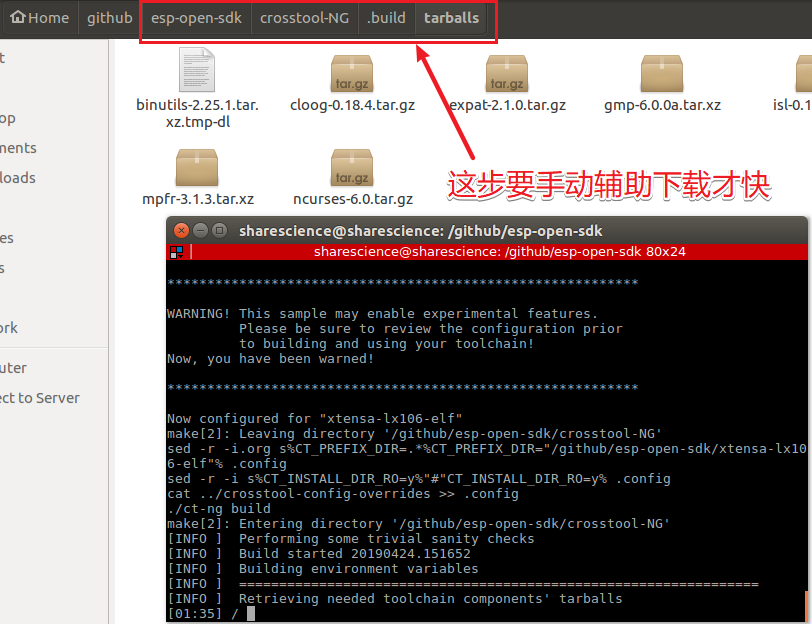 Home github esp-open-sdk crosstool-NG .build tarballs
binutils-2.25.1.tar.
xz.tmp-dl
cloog-0.18.4.tar.gz
expat-2.1.0.tar.gz
gmp-6.0.0a.tar.xz
isl-0.1
tar.gz
tar.gz
mpfr-3.1.3.tar.xz
tar.gz
ncurses-6.0.tar.gz
t
op
ments
loads
es
s
ork
uter
ect to Server
这步要手动辅助下载才快
sharescience@sharescience: /github/esp-open-sdk
sharescience@sharescience: /github/esp-open-sdk 80x24
***********************************************************
WARNING! This sample may enable experimental features.
Please be sure to review the configuration prior
to building and using your toolchain!
Now, you have been warned!
***********************************************************
Now configured for "xtensa-lx106-elf"
make[2]: Leaving directory '/github/esp-open-sdk/crosstool-NG'
sed -r -i.org s%CT_PREFIX_DIR=.*%CT_PREFIX_DIR="/github/esp-open-sdk/xtensa-lx10
6-elf"% .config
sed -r -i s%CT_INSTALL_DIR_RO=y%"#"CT_INSTALL_DIR_RO=y% .config
cat ../crosstool-config-overrides >> .config
./ct-ng build
make[2]: Entering directory '/github/esp-open-sdk/crosstool-NG'
[INFO ]  Performing some trivial sanity checks
[INFO ]  Build started 20190424.151652
[INFO ]  Building environment variables
[INFO ]  =================================================================
[INFO ]  Retrieving needed toolchain components' tarballs
[01:35] /